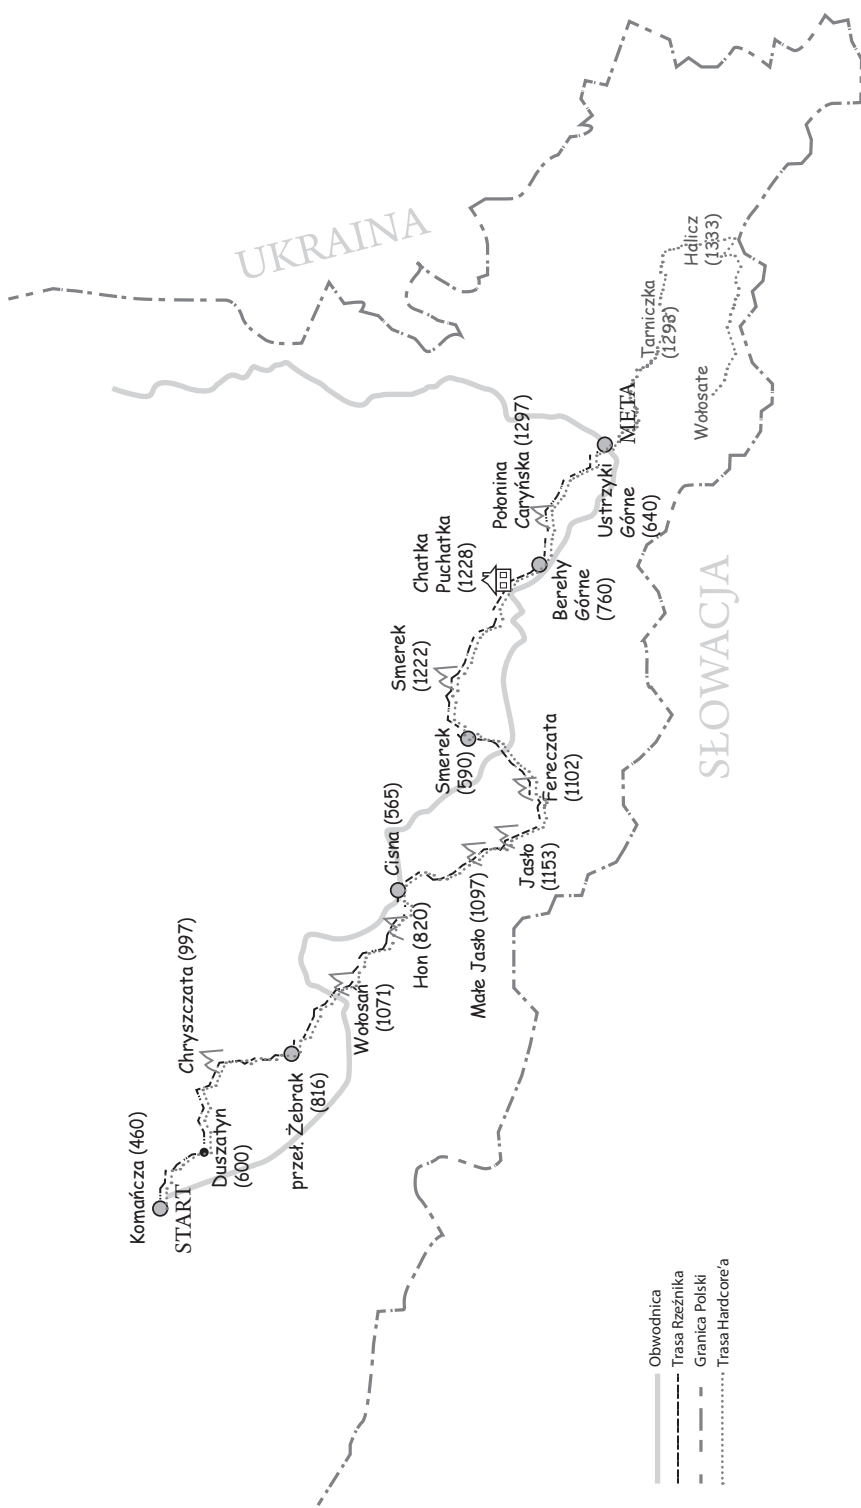 UKRAINA
SŁOWACJA
Komańcza (460)
START
Duszatyn
(600)
Chryszczata (997)
przeł. Żebrak
(816)
Wołosań
(1071)
Hon (820)
Cisna (565)
Małe Jasło (1097)
Jasło
(1153)
Fereczata
(1102)
Smerek
(590)
Smerek
(1222)
Chatka
Puchatka
(1228)
Berehy
Górne
(760)
Połonina
Caryńska (1297)
Ustrzyki
Górne
(640)
META
Tarniczka
(1293)
Halicz
(1333)
Wołosate
Obwodnica
Trasa Rzeźnika
Granica Polski
Trasa Hardcore'a